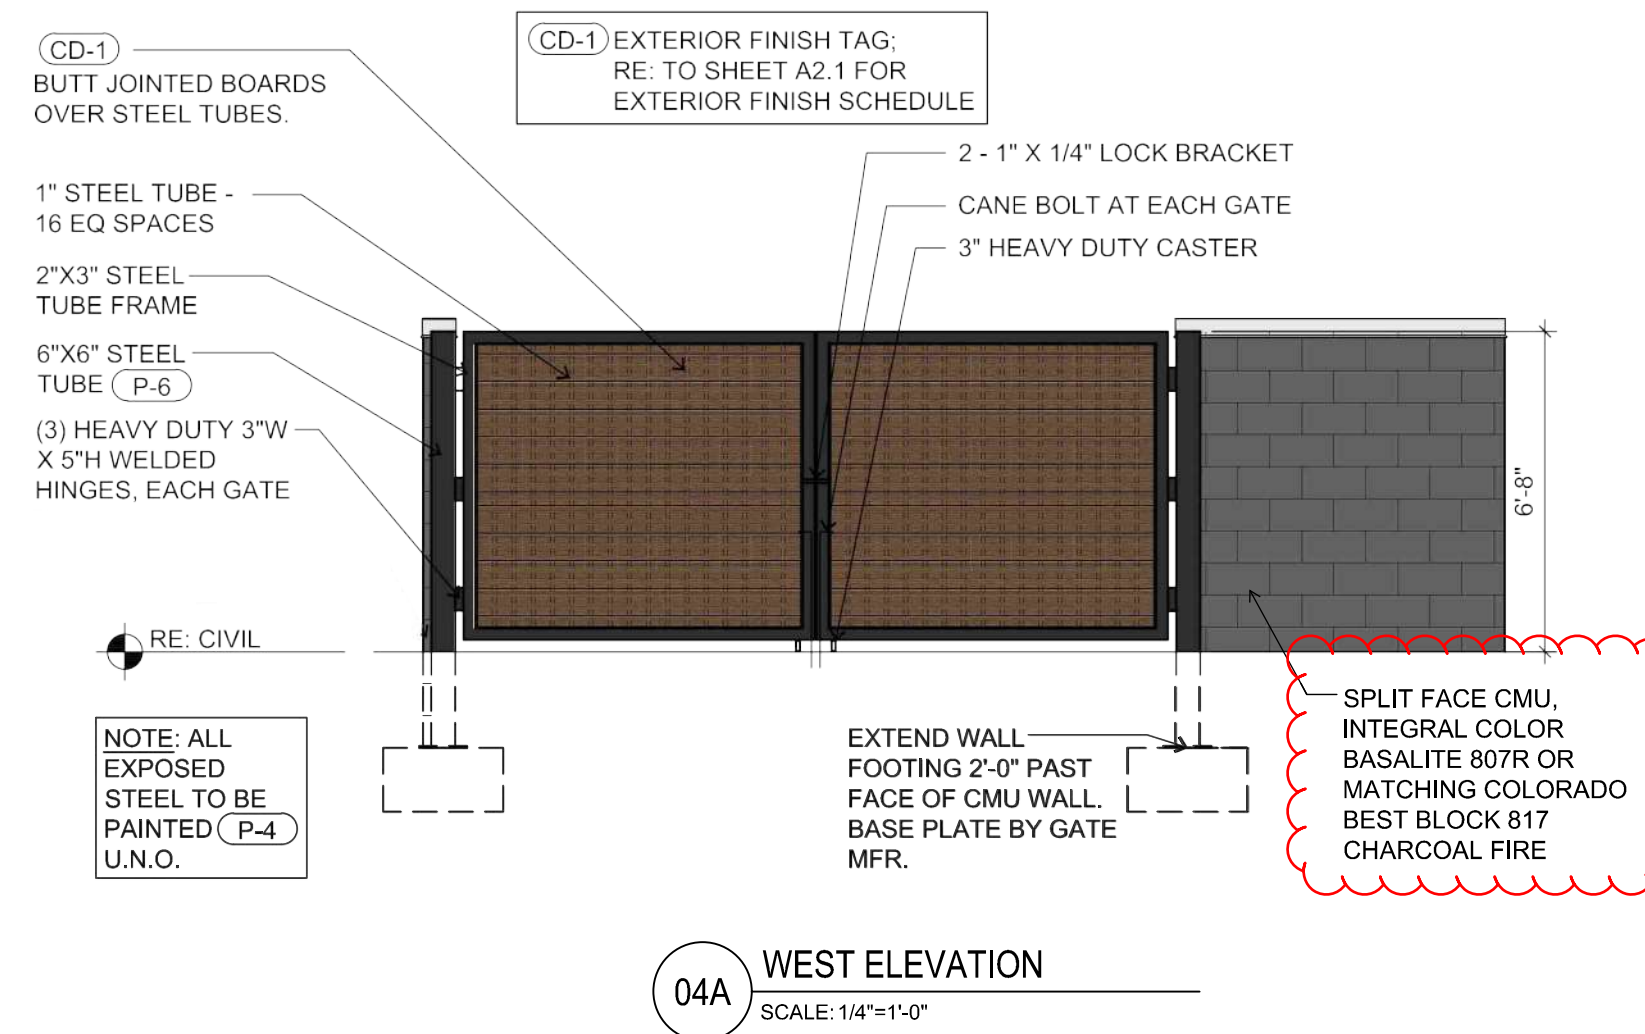 CD-1
BUTT JOINTED BOARDS
OVER STEEL TUBES.
CD-1 EXTERIOR FINISH TAG;
RE: TO SHEET A2.1 FOR
EXTERIOR FINISH SCHEDULE
2 - 1" X 1/4" LOCK BRACKET
CANE BOLT AT EACH GATE
3" HEAVY DUTY CASTER
1" STEEL TUBE -
16 EQ SPACES
2"X3" STEEL
TUBE FRAME
6"X6" STEEL
TUBE P-6
(3) HEAVY DUTY 3"W
X 5"H WELDED
HINGES, EACH GATE
6'-8"
RE: CIVIL
NOTE: ALL
EXPOSED
STEEL TO BE
PAINTED P-4
U.N.O.
EXTEND WALL
FOOTING 2'-0" PAST
FACE OF CMU WALL.
BASE PLATE BY GATE
MFR.
SPLIT FACE CMU,
INTEGRAL COLOR
BASALITE 807R OR
MATCHING COLORADO
BEST BLOCK 817
CHARCOAL FIRE
04A
WEST ELEVATION
SCALE: 1/4"=1'-0"